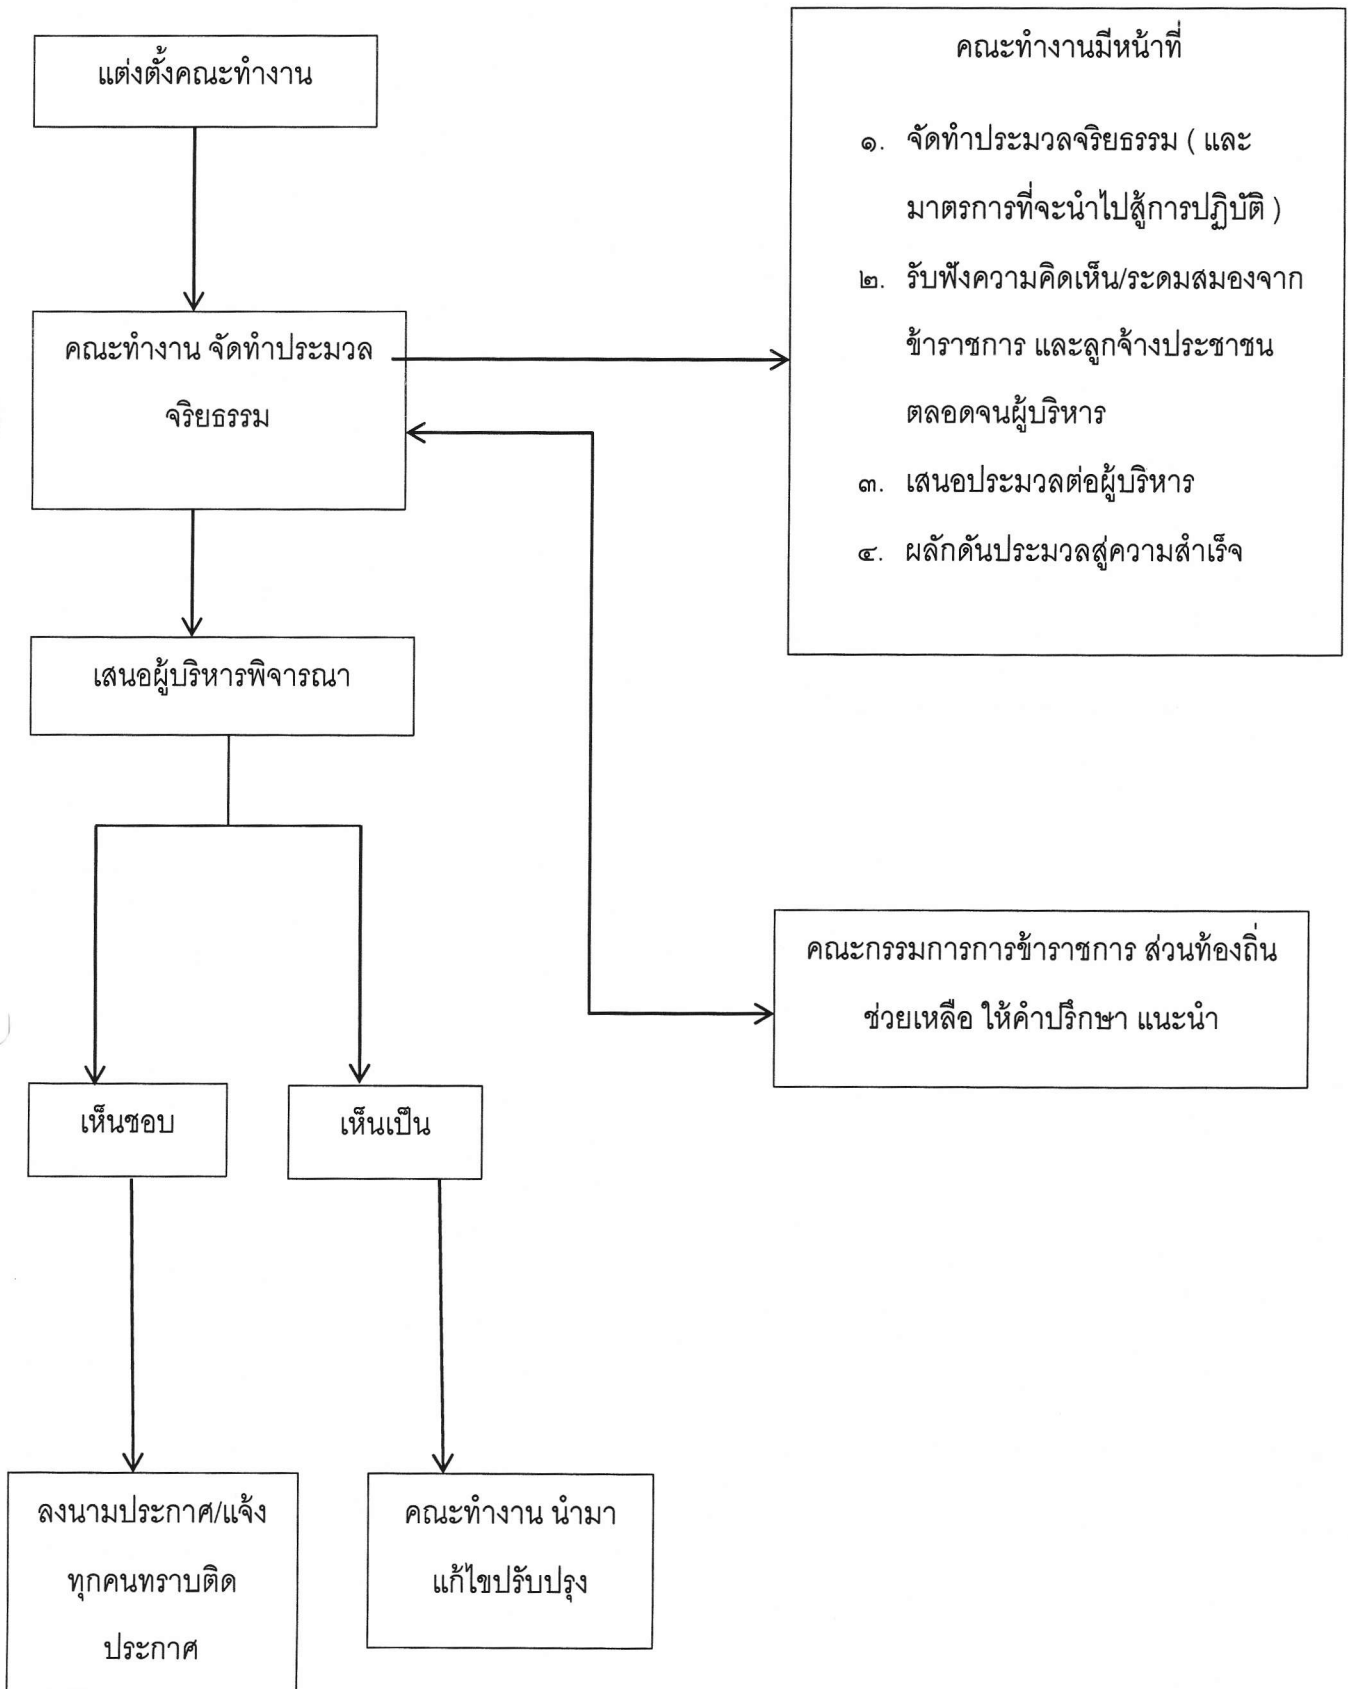 แต่งตั้งคณะทำงาน
คณะทำงานมีหน้าที่
๑. จัดทำประมวลจริยธรรม ( และ
มาตรการที่จะนำไปสู้การปฏิบัติ )
๒. รับฟังความคิดเห็น/ระดมสมองจาก
ข้าราชการ และลูกจ้างประชาชน
ตลอดจนผู้บริหาร
๓. เสนอประมวลต่อผู้บริหาร
๔. ผลักดันประมวลสู่ความสำเร็จ
คณะทำงาน จัดทำประมวล
จริยธรรม
เสนอผู้บริหารพิจารณา
คณะกรรมการการข้าราชการ ส่วนท้องถิ่น
ช่วยเหลือ ให้คำปรึกษา แนะนำ
เห็นชอบ
เห็นเป็น
ลงนามประกาศ/แจ้ง
ทุกคนทราบติด
ประกาศ
คณะทำงาน นำมา
แก้ไขปรับปรุง